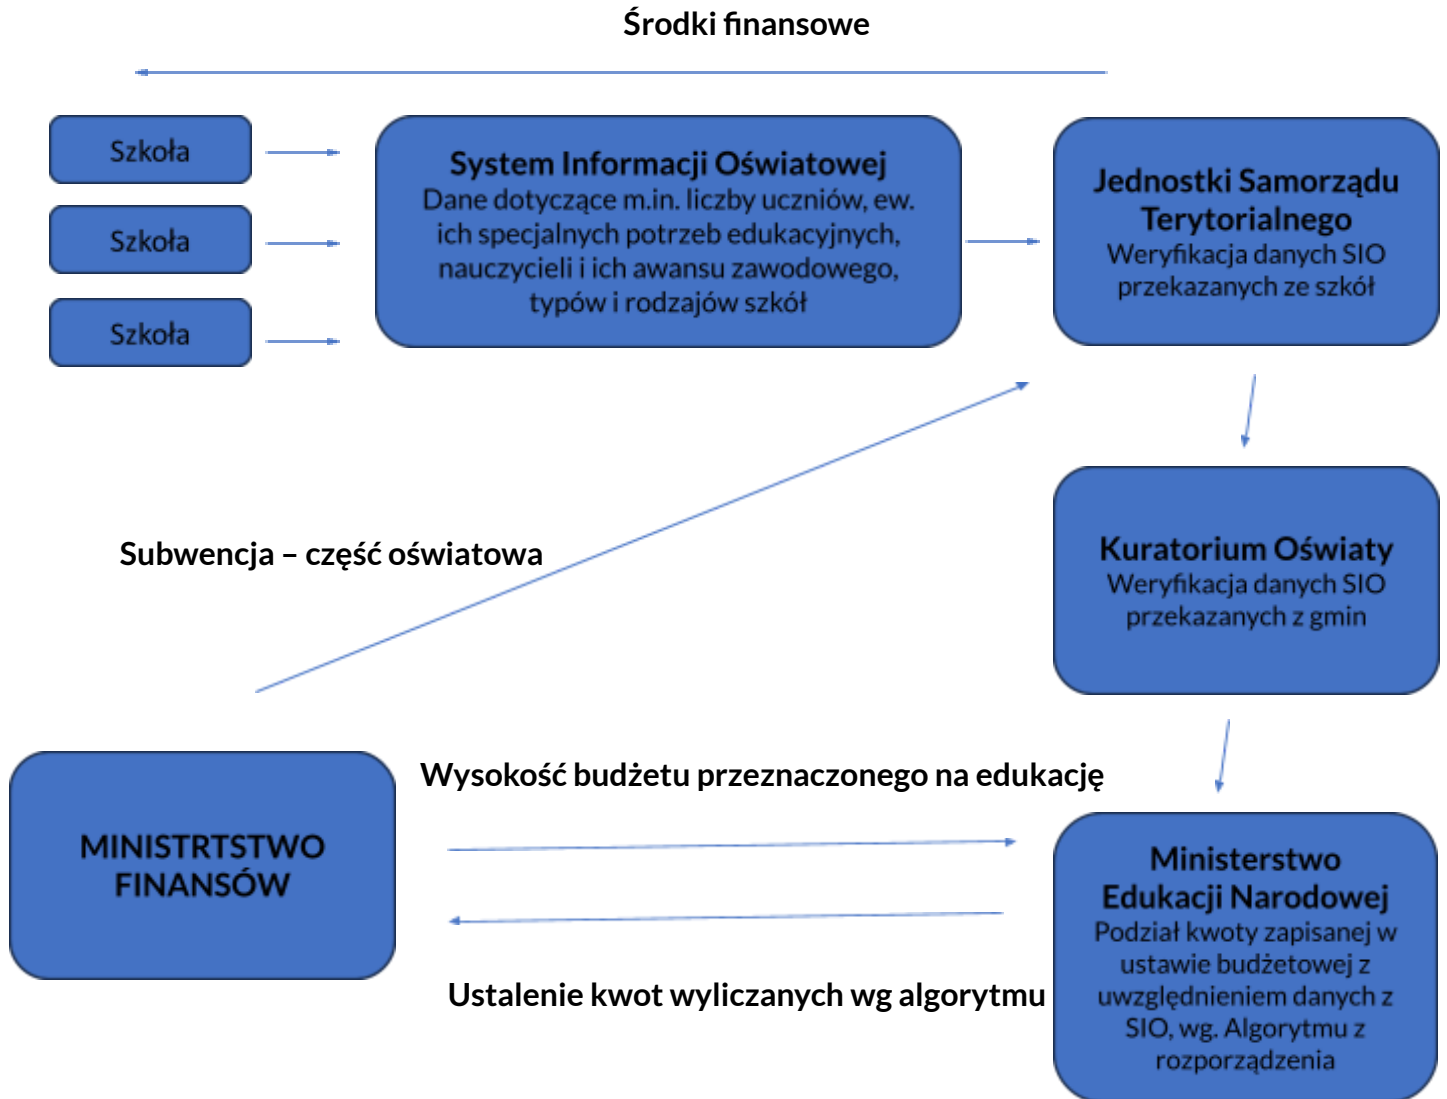 Środki finansowe
Szkoła
Szkoła
Szkoła
System Informacji Oświatowej
Dane dotyczące m.in. liczby uczniów, ew.
ich specjalnych potrzeb edukacyjnych,
nauczycieli i ich awansu zawodowego,
typów i rodzajów szkół
Jednostki Samorządu
Terytorialnego
Weryfikacja danych SIO
przekazanych ze szkół
Subwencja – część oświatowa
Kuratorium Oświaty
Weryfikacja danych SIO
przekazanych z gmin
MINISTRTSTWO
FINANSÓW
Wysokość budżetu przeznaczonego na edukację
Ustalenie kwot wyliczanych wg algorytmu
Ministerstwo
Edukacji Narodowej
Podział kwoty zapisanej w
ustawie budżetowej z
uwzględnieniem danych z
SIO, wg. Algorytmu z
rozporządzenia